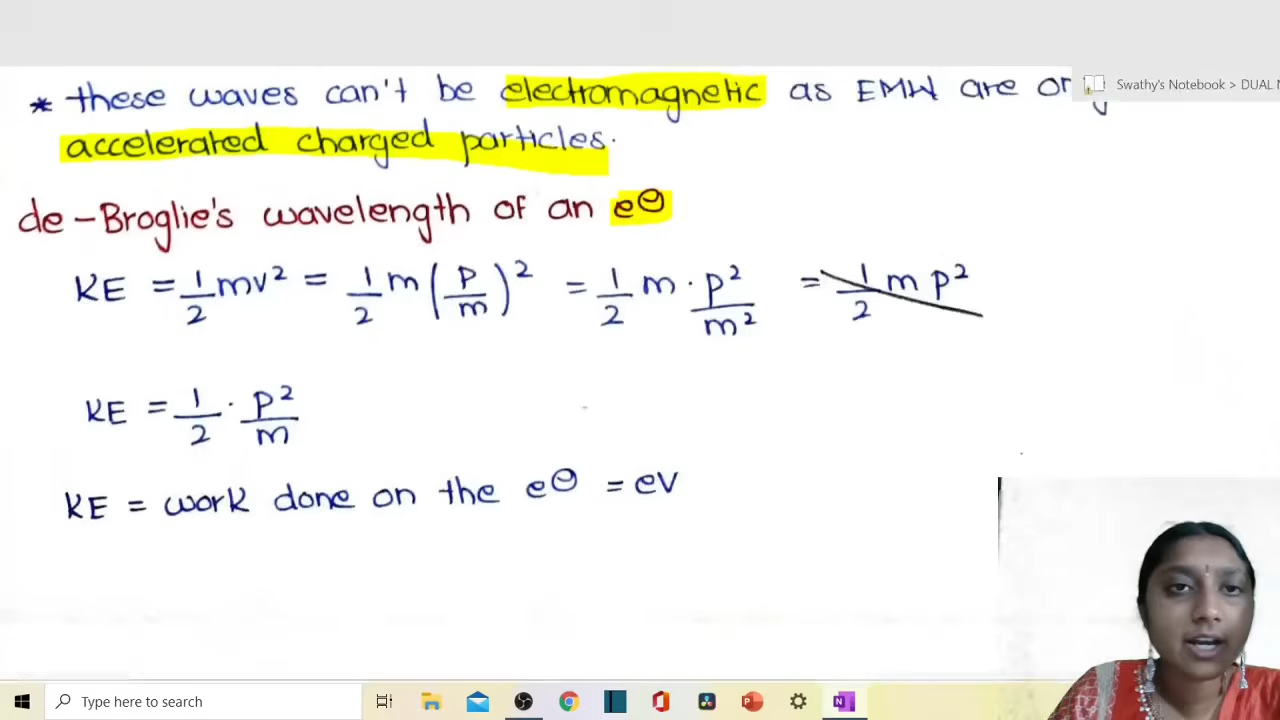 Swathy's Notebook > DUAL
* these waves can't be electromagnetic as EMW are
accelerated charged particles.
de-Broglie's wavelength of an e⊖
KE = 1/2 mv² = 1/2 m (p/m)² = 1/2 m · p²/m² = 1/2 m p²
KE = 1/2 · p²/m
KE = work done on the e⊖ = eV
Type here to search